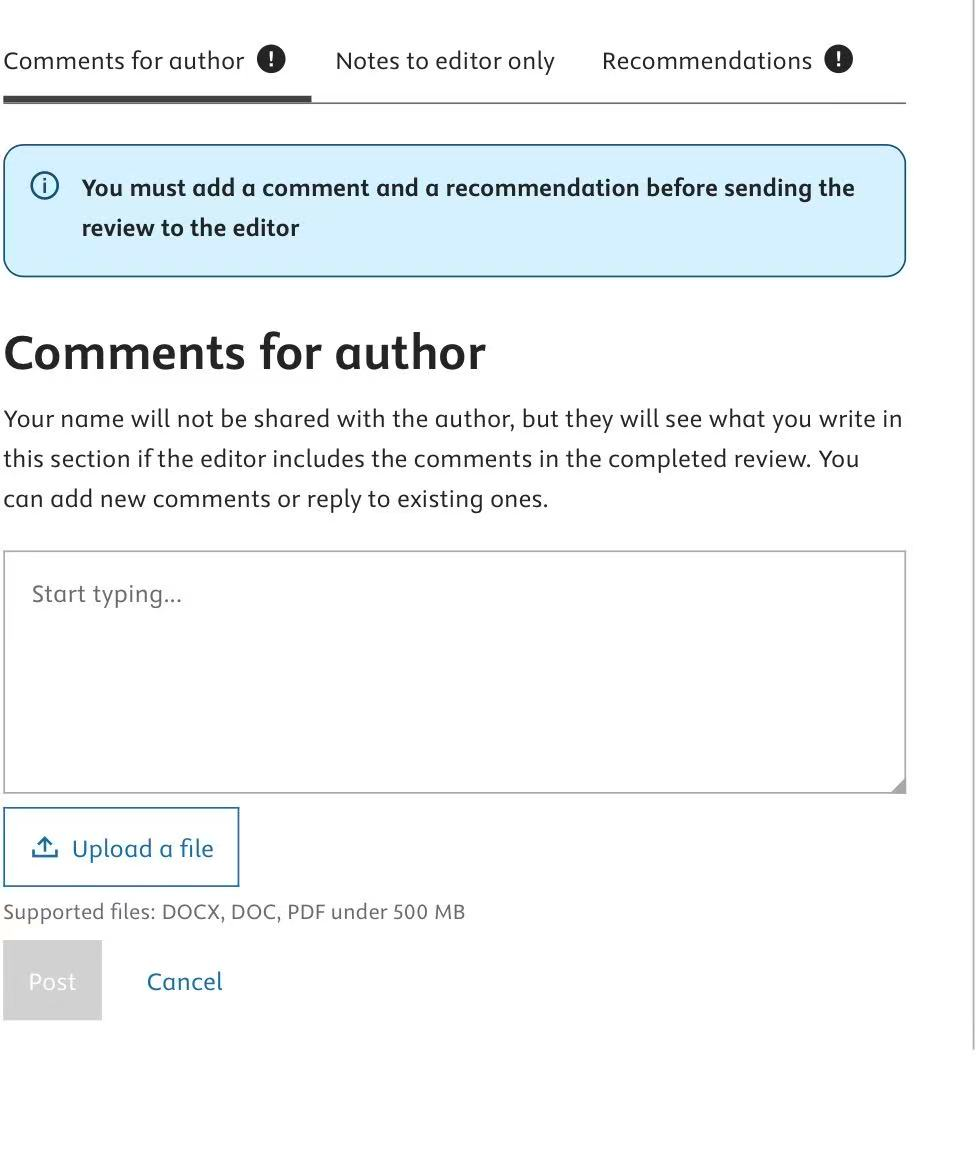 Comments for author !
Notes to editor only
Recommendations !
i You must add a comment and a recommendation before sending the
review to the editor
Comments for author
Your name will not be shared with the author, but they will see what you write in
this section if the editor includes the comments in the completed review. You
can add new comments or reply to existing ones.
Start typing...
Upload a file
Supported files: DOCX, DOC, PDF under 500 MB
Post
Cancel